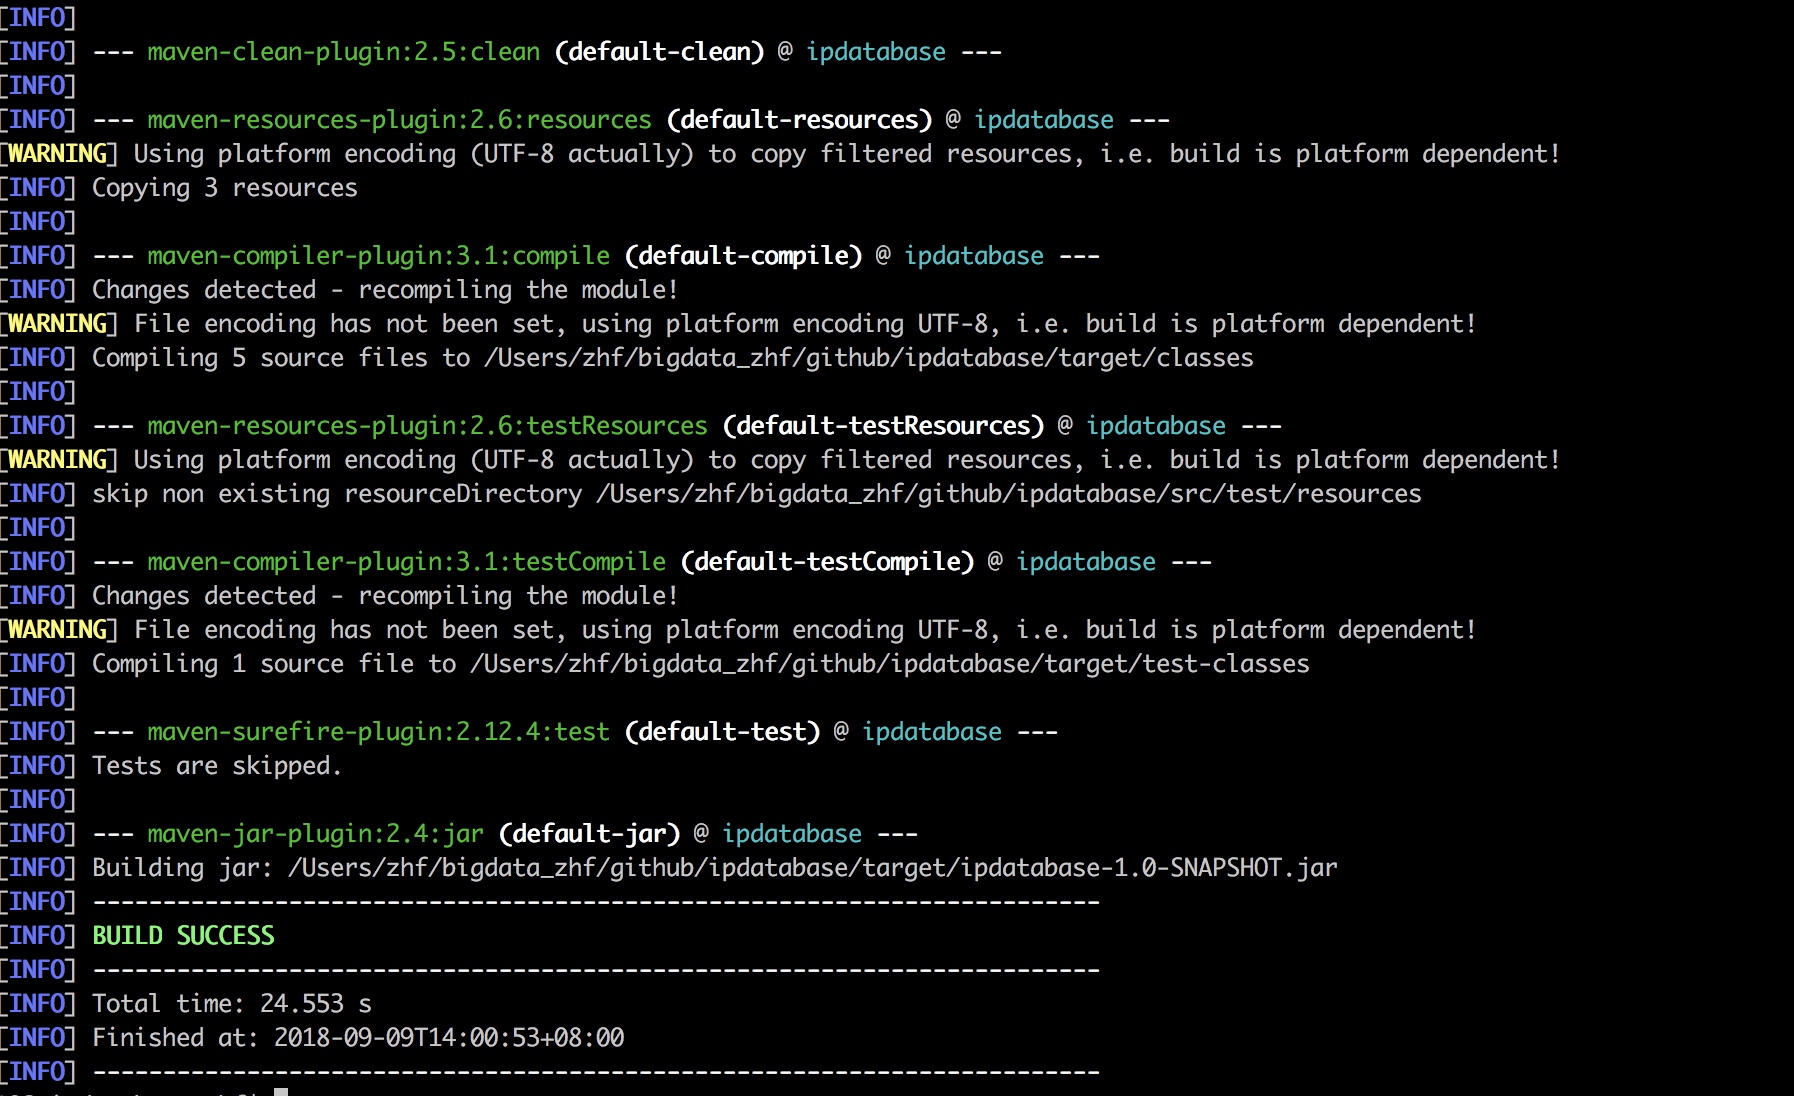 [INFO]
[INFO] --- maven-clean-plugin:2.5:clean (default-clean) @ ipdatabase ---
[INFO]
[INFO] --- maven-resources-plugin:2.6:resources (default-resources) @ ipdatabase ---
[WARNING] Using platform encoding (UTF-8 actually) to copy filtered resources, i.e. build is platform dependent!
[INFO] Copying 3 resources
[INFO]
[INFO] --- maven-compiler-plugin:3.1:compile (default-compile) @ ipdatabase ---
[INFO] Changes detected - recompiling the module!
[WARNING] File encoding has not been set, using platform encoding UTF-8, i.e. build is platform dependent!
[INFO] Compiling 5 source files to /Users/zhf/bigdata_zhf/github/ipdatabase/target/classes
[INFO]
[INFO] --- maven-resources-plugin:2.6:testResources (default-testResources) @ ipdatabase ---
[WARNING] Using platform encoding (UTF-8 actually) to copy filtered resources, i.e. build is platform dependent!
[INFO] skip non existing resourceDirectory /Users/zhf/bigdata_zhf/github/ipdatabase/src/test/resources
[INFO]
[INFO] --- maven-compiler-plugin:3.1:testCompile (default-testCompile) @ ipdatabase ---
[INFO] Changes detected - recompiling the module!
[WARNING] File encoding has not been set, using platform encoding UTF-8, i.e. build is platform dependent!
[INFO] Compiling 1 source file to /Users/zhf/bigdata_zhf/github/ipdatabase/target/test-classes
[INFO]
[INFO] --- maven-surefire-plugin:2.12.4:test (default-test) @ ipdatabase ---
[INFO] Tests are skipped.
[INFO]
[INFO] --- maven-jar-plugin:2.4:jar (default-jar) @ ipdatabase ---
[INFO] Building jar: /Users/zhf/bigdata_zhf/github/ipdatabase/target/ipdatabase-1.0-SNAPSHOT.jar
[INFO] ------------------------------------------------------------------------
[INFO] BUILD SUCCESS
[INFO] ------------------------------------------------------------------------
[INFO] Total time: 24.553 s
[INFO] Finished at: 2018-09-09T14:00:53+08:00
[INFO] ------------------------------------------------------------------------